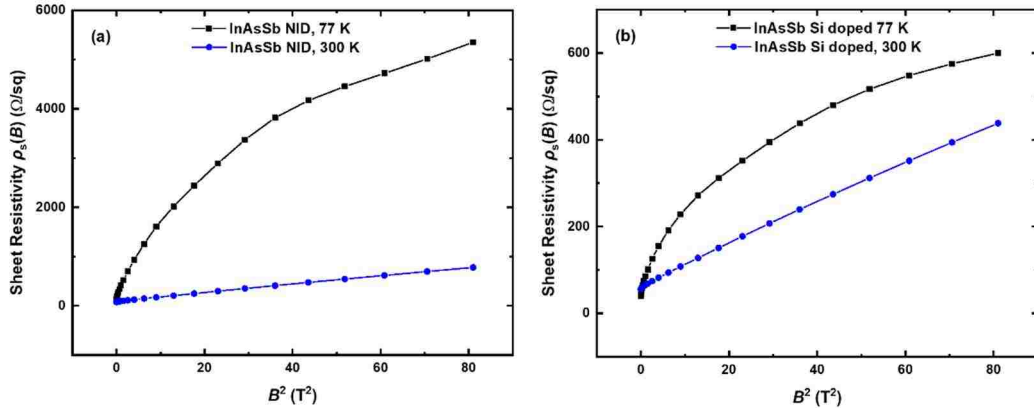 (a)
InAsSb NID, 77 K
InAsSb NID, 300 K
Sheet Resistivity ρs(B) (Ω/sq)
6000
4000
2000
0
-1000
0 20 40 60 80
B² (T²)
(b)
InAsSb Si doped 77 K
InAsSb Si doped, 300 K
Sheet Resistivity ρs(B) (Ω/sq)
600
400
200
0
0 20 40 60 80
B² (T²)